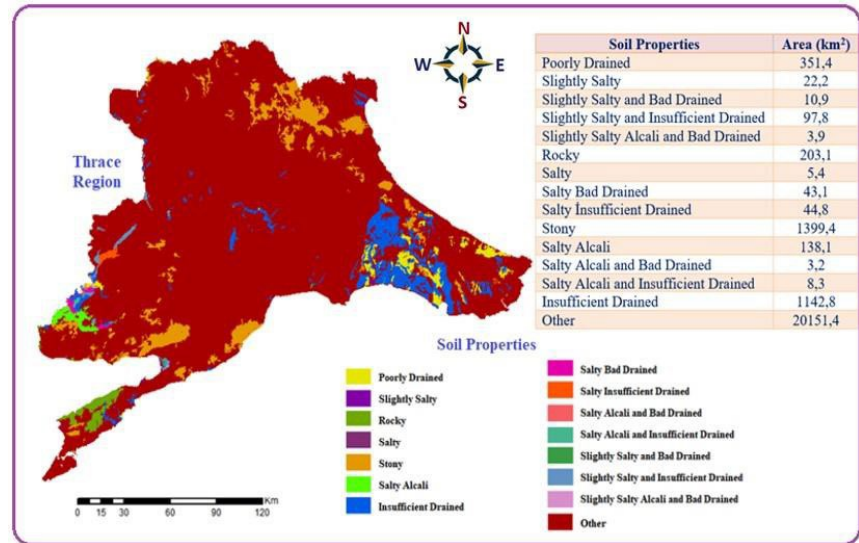 N
W E
S
Thrace
Region
Soil Properties Area (km²)
Poorly Drained 351,4
Slightly Salty 22,2
Slightly Salty and Bad Drained 10,9
Slightly Salty and Insufficient Drained 97,8
Slightly Salty Alcali and Bad Drained 3,9
Rocky 203,1
Salty 5,4
Salty Bad Drained 43,1
Salty İnsufficient Drained 44,8
Stony 1399,4
Salty Alcali 138,1
Salty Alcali and Bad Drained 3,2
Salty Alcali and Insufficient Drained 8,3
Insufficient Drained 1142,8
Other 20151,4
Soil Properties
Poorly Drained
Slightly Salty
Rocky
Salty
Stony
Salty Alcali
Insufficient Drained
Salty Bad Drained
Salty Insufficient Drained
Salty Alcali and Bad Drained
Salty Alcali and Insufficient Drained
Slightly Salty and Bad Drained
Slightly Salty and Insufficient Drained
Slightly Salty Alcali and Bad Drained
Other
Km
0 15 30 60 90 120